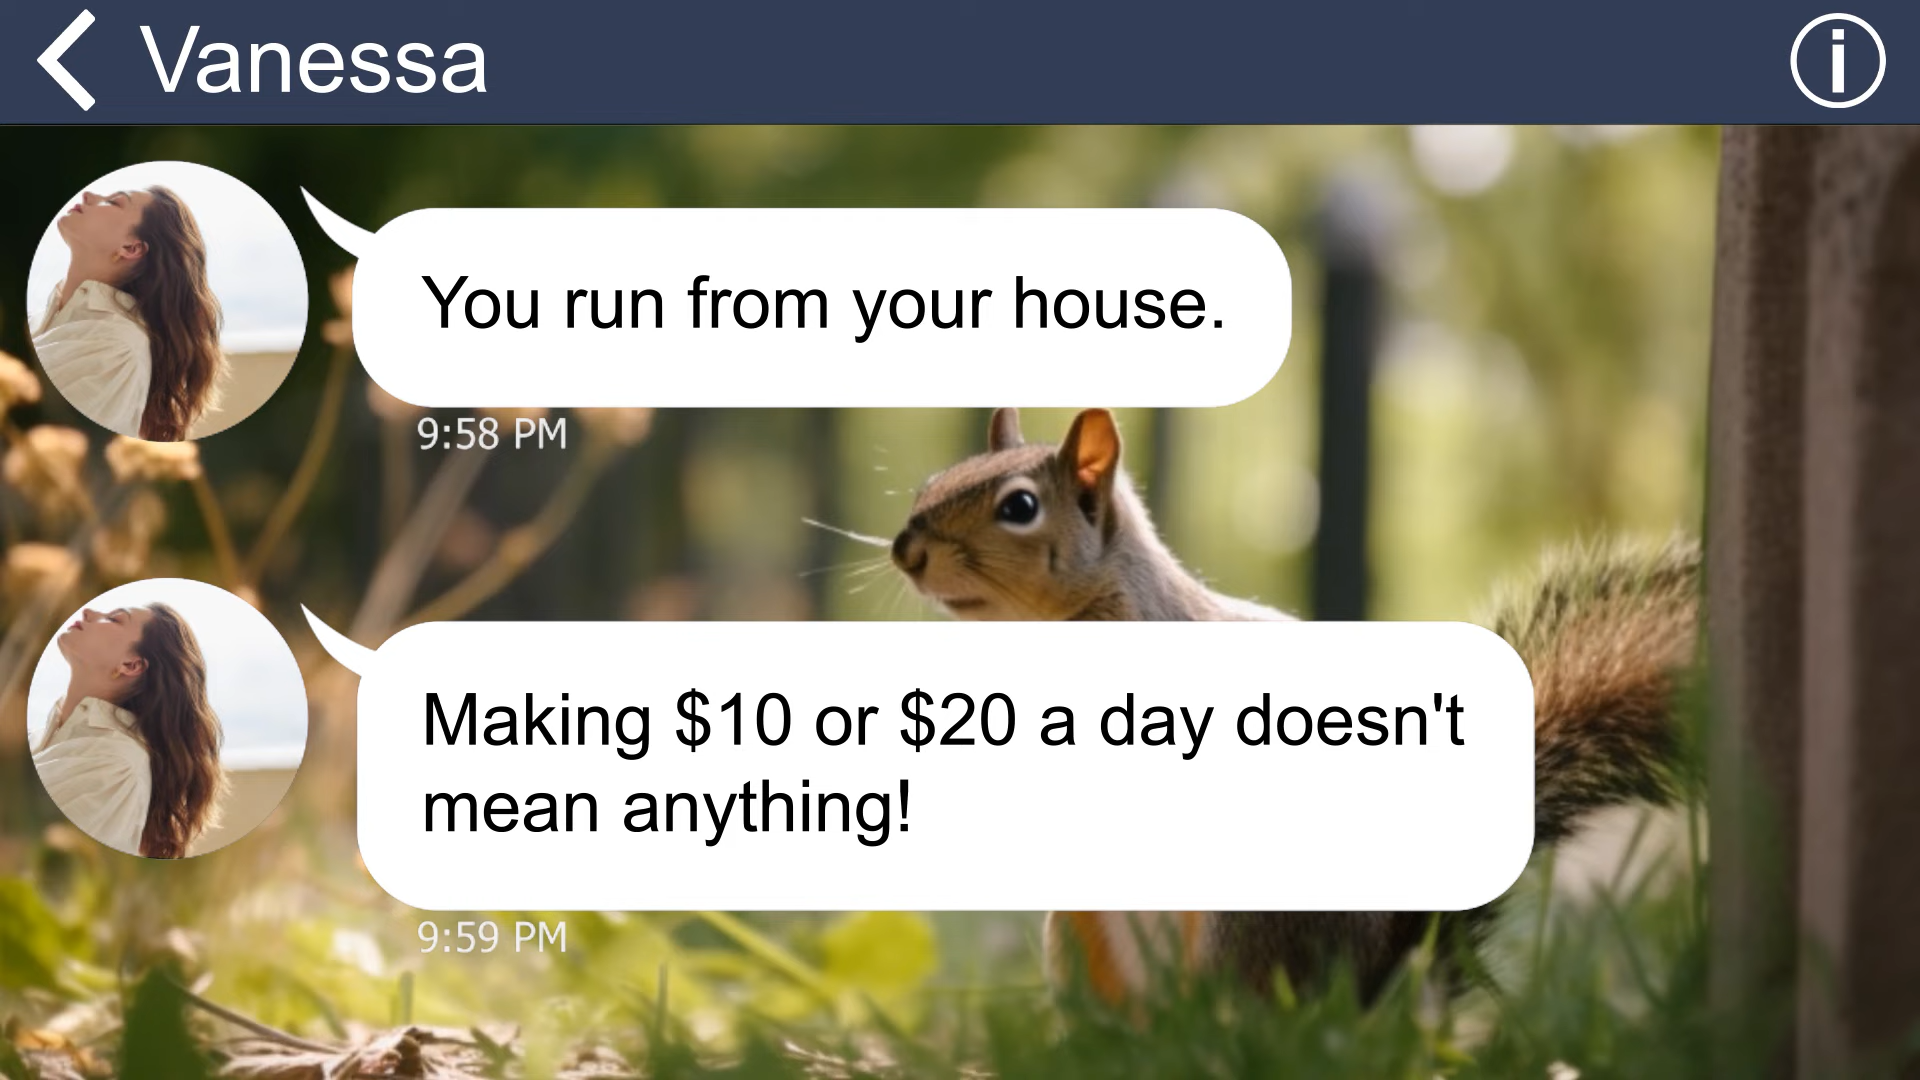 Vanessa
You run from your house.
9:58 PM
Making $10 or $20 a day doesn't
mean anything!
9:59 PM